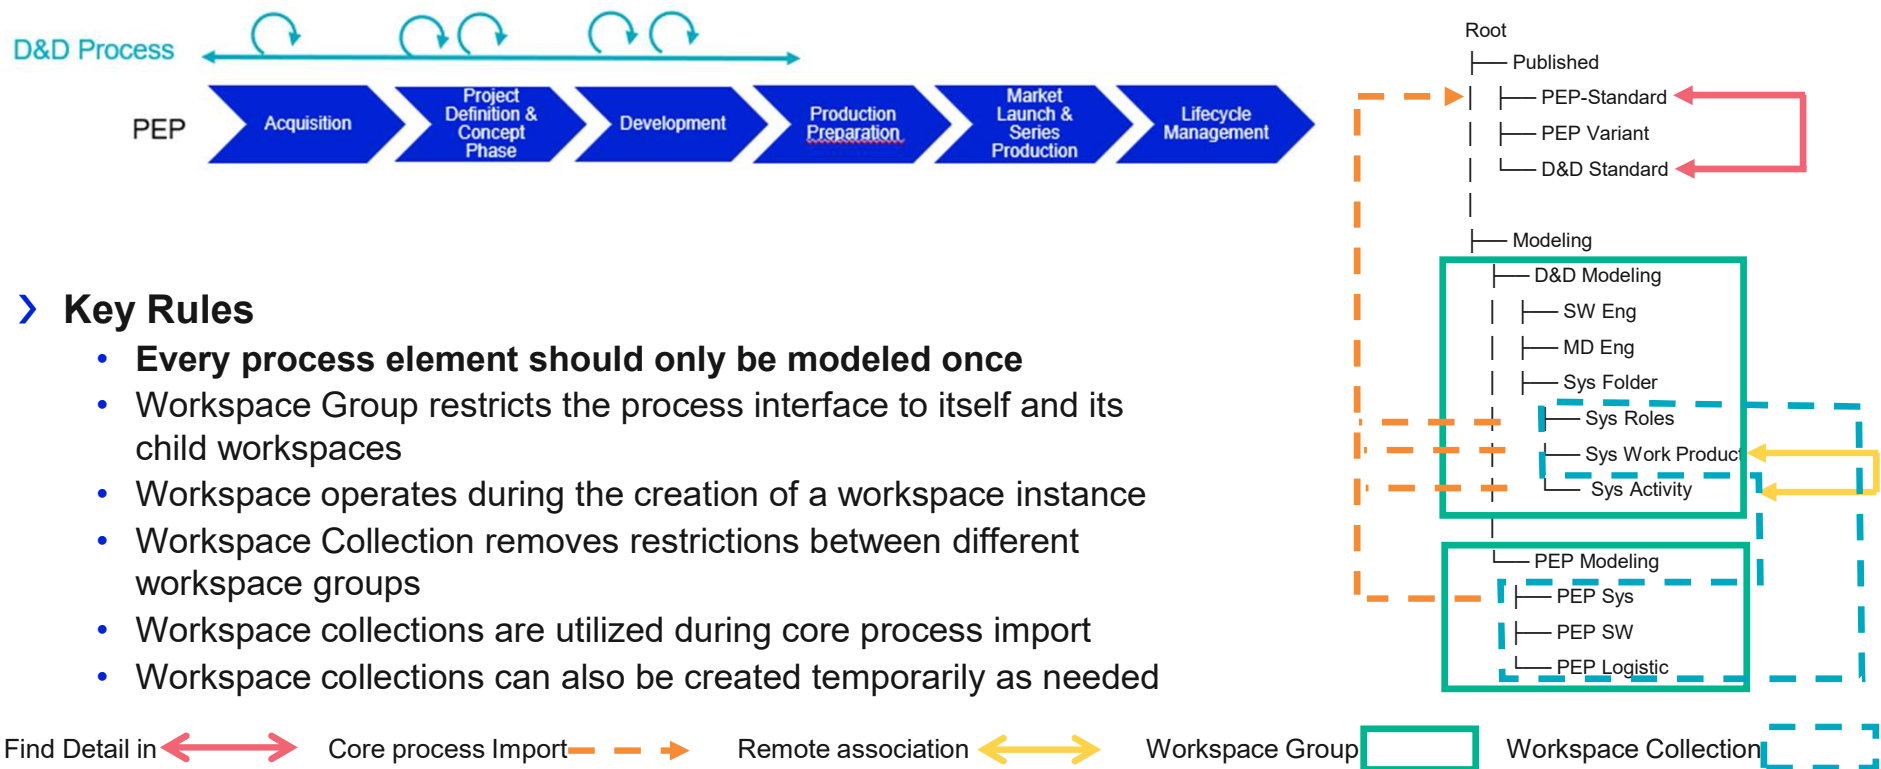 D&D Process
PEP
Acquisition
Project
Definition &
Concept
Phase
Development
Production
Preparation
Market
Launch &
Series
Production
Lifecycle
Management
Key Rules
• Every process element should only be modeled once
• Workspace Group restricts the process interface to itself and its
child workspaces
• Workspace operates during the creation of a workspace instance
• Workspace Collection removes restrictions between different
workspace groups
• Workspace collections are utilized during core process import
• Workspace collections can also be created temporarily as needed
Root
Published
PEP-Standard
PEP Variant
D&D Standard
Modeling
D&D Modeling
SW Eng
MD Eng
Sys Folder
Sys Roles
Sys Work Product
Sys Activity
PEP Modeling
PEP Sys
PEP SW
PEP Logistic
Find Detail in
Core process Import
Remote association
Workspace Group
Workspace Collection